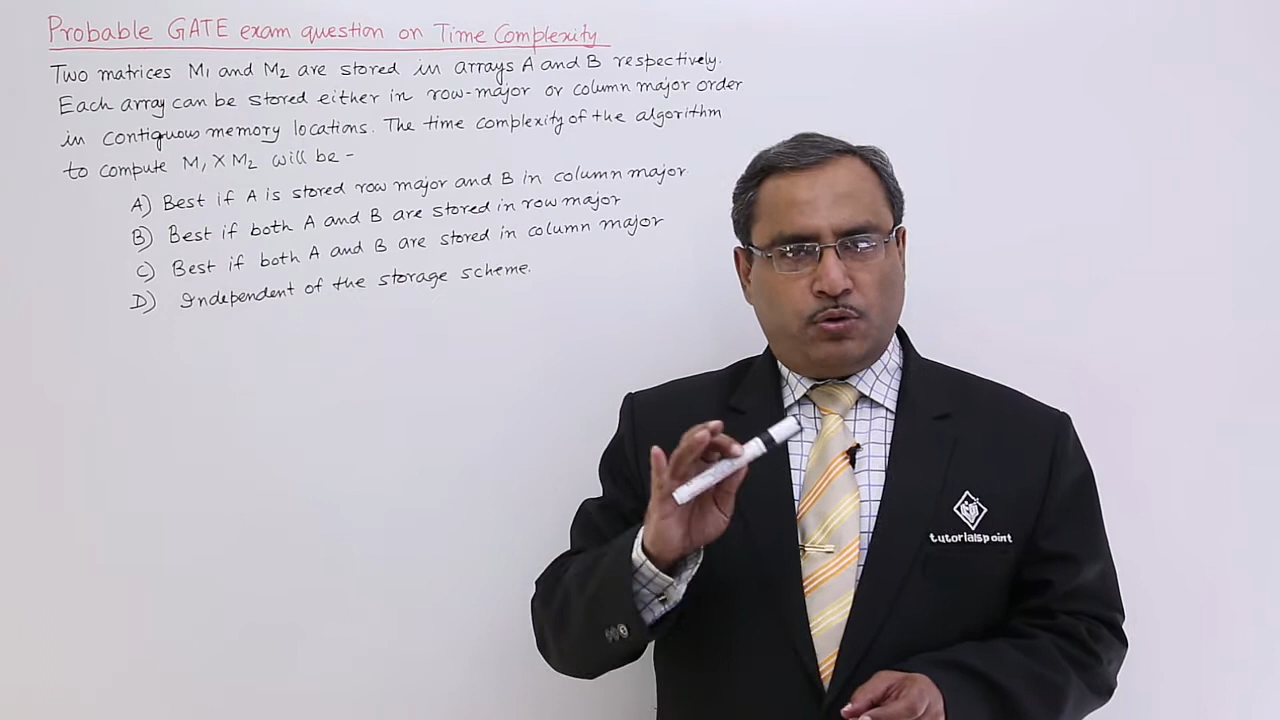 Probable GATE exam question on Time Complexity
Two matrices M1 and M2 are stored in arrays A and B respectively.
Each array can be stored either in row-major or column major order
in contiguous memory locations. The time complexity of the algorithm
to compute M1 X M2 will be -
A) Best if A is stored row major and B in column major.
B) Best if both A and B are stored in row major
C) Best if both A and B are stored in column major
D) Independent of the storage scheme.
tutorialspoint